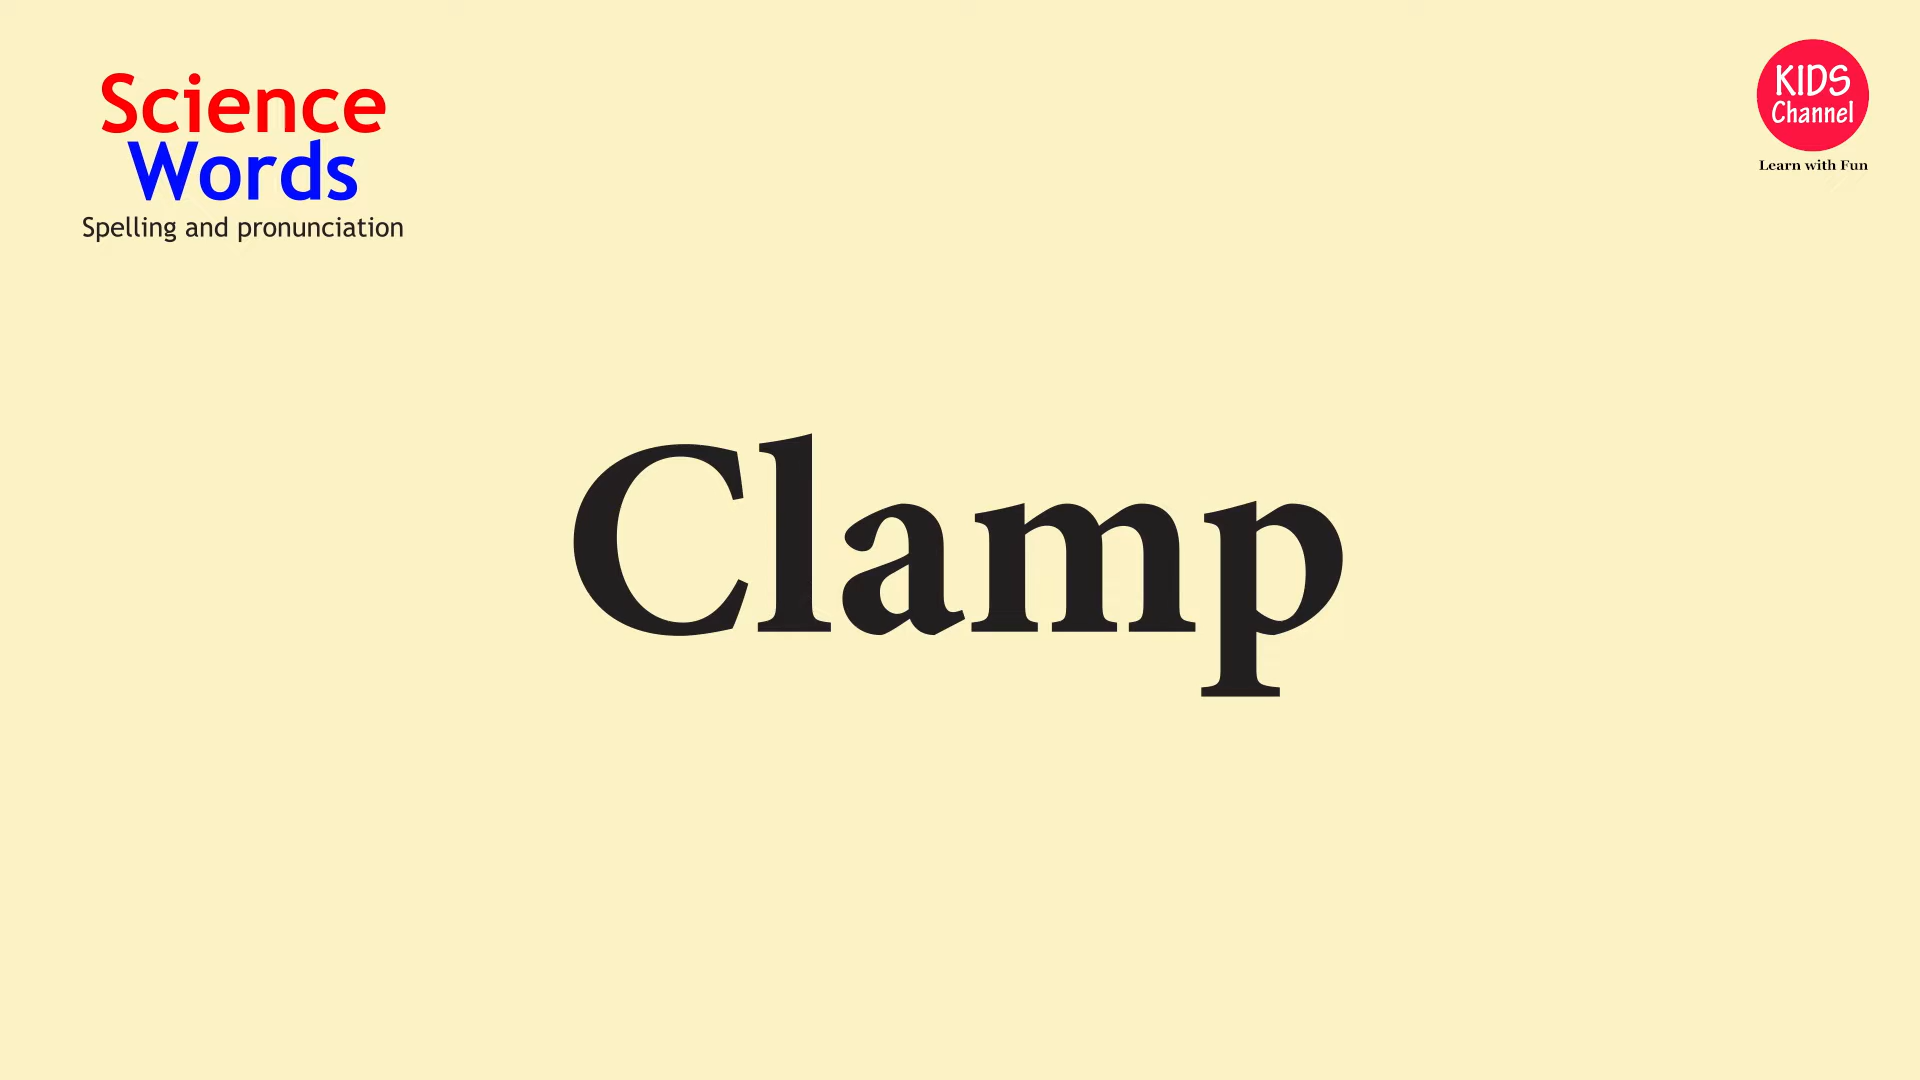 Science
Words
Spelling and pronunciation
KIDS
Channel
Learn with Fun
Clamp